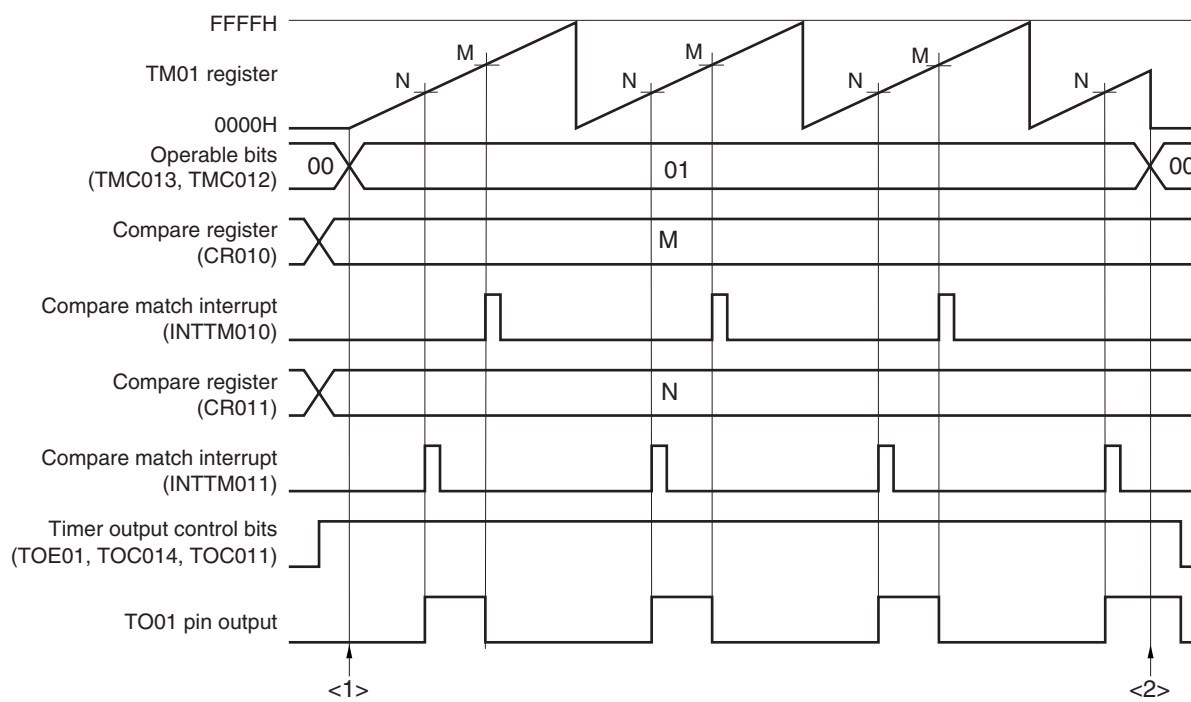 FFFFH
TM01 register
0000H
M
N
M
N
M
N
N
Operable bits
(TMC013, TMC012)
00
01
00
Compare register
(CR010)
M
Compare match interrupt
(INTTM010)
Compare register
(CR011)
N
Compare match interrupt
(INTTM011)
Timer output control bits
(TOE01, TOC014, TOC011)
TO01 pin output
<1>
<2>